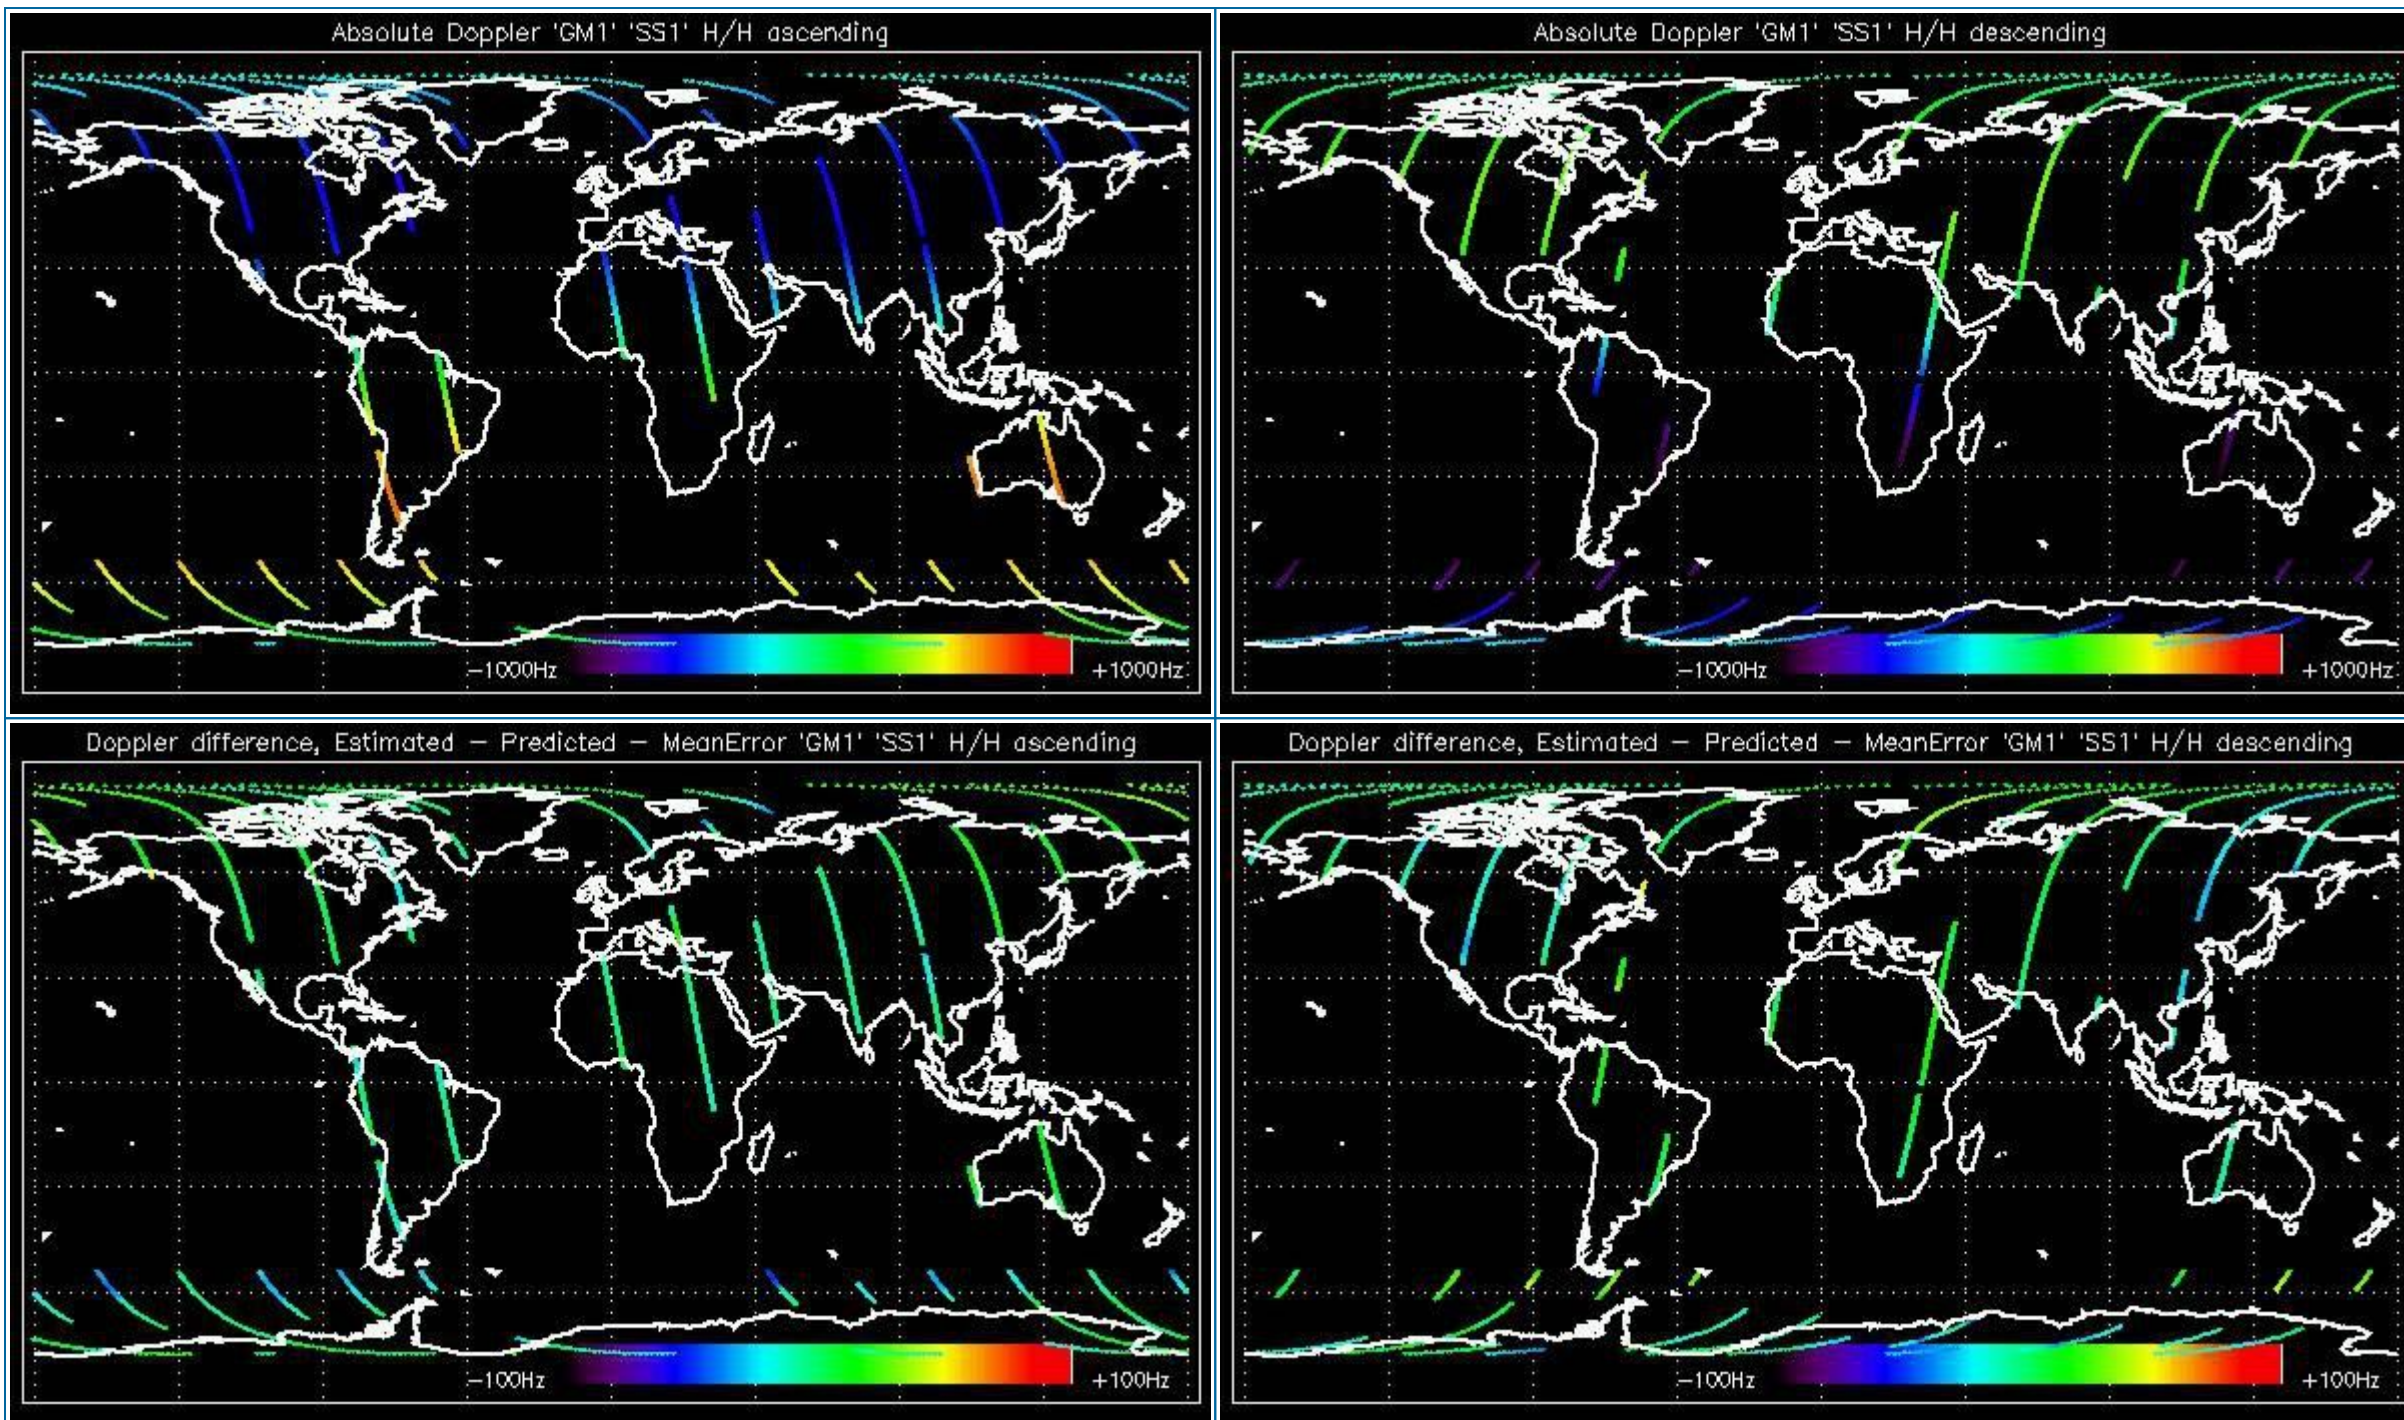 Absolute Doppler 'GM1' 'SS1' H/H ascending
−1000Hz
+1000Hz
Absolute Doppler 'GM1' 'SS1' H/H descending
−1000Hz
+1000Hz
Doppler difference, Estimated − Predicted − MeanError 'GM1' 'SS1' H/H ascending
−100Hz
+100Hz
Doppler difference, Estimated − Predicted − MeanError 'GM1' 'SS1' H/H descending
−100Hz
+100Hz